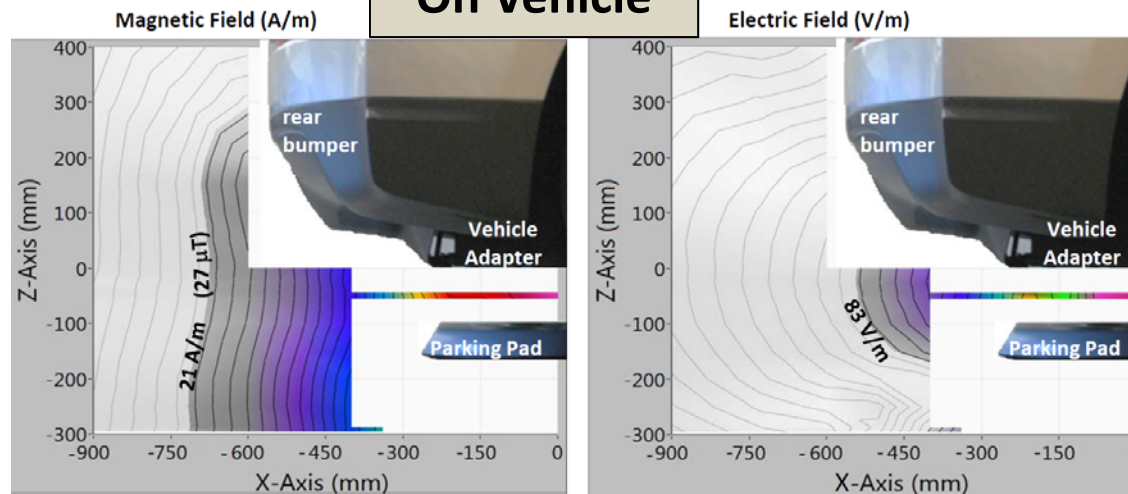 On Vehicle
Magnetic Field (A/m)
Electric Field (V/m)
400
300
200
100
0
-100
-200
-300
Z-Axis (mm)
-900
-750
-600
-450
-300
-150
0
X-Axis (mm)
rear
bumper
Vehicle
Adapter
Parking Pad
21 A/m (27 μT)
400
300
200
100
0
-100
-200
-300
Z-Axis (mm)
-900
-750
- 600
-450
-300
-150
X-Axis (mm)
rear
bumper
Vehicle
Adapter
Parking Pad
83 V/m